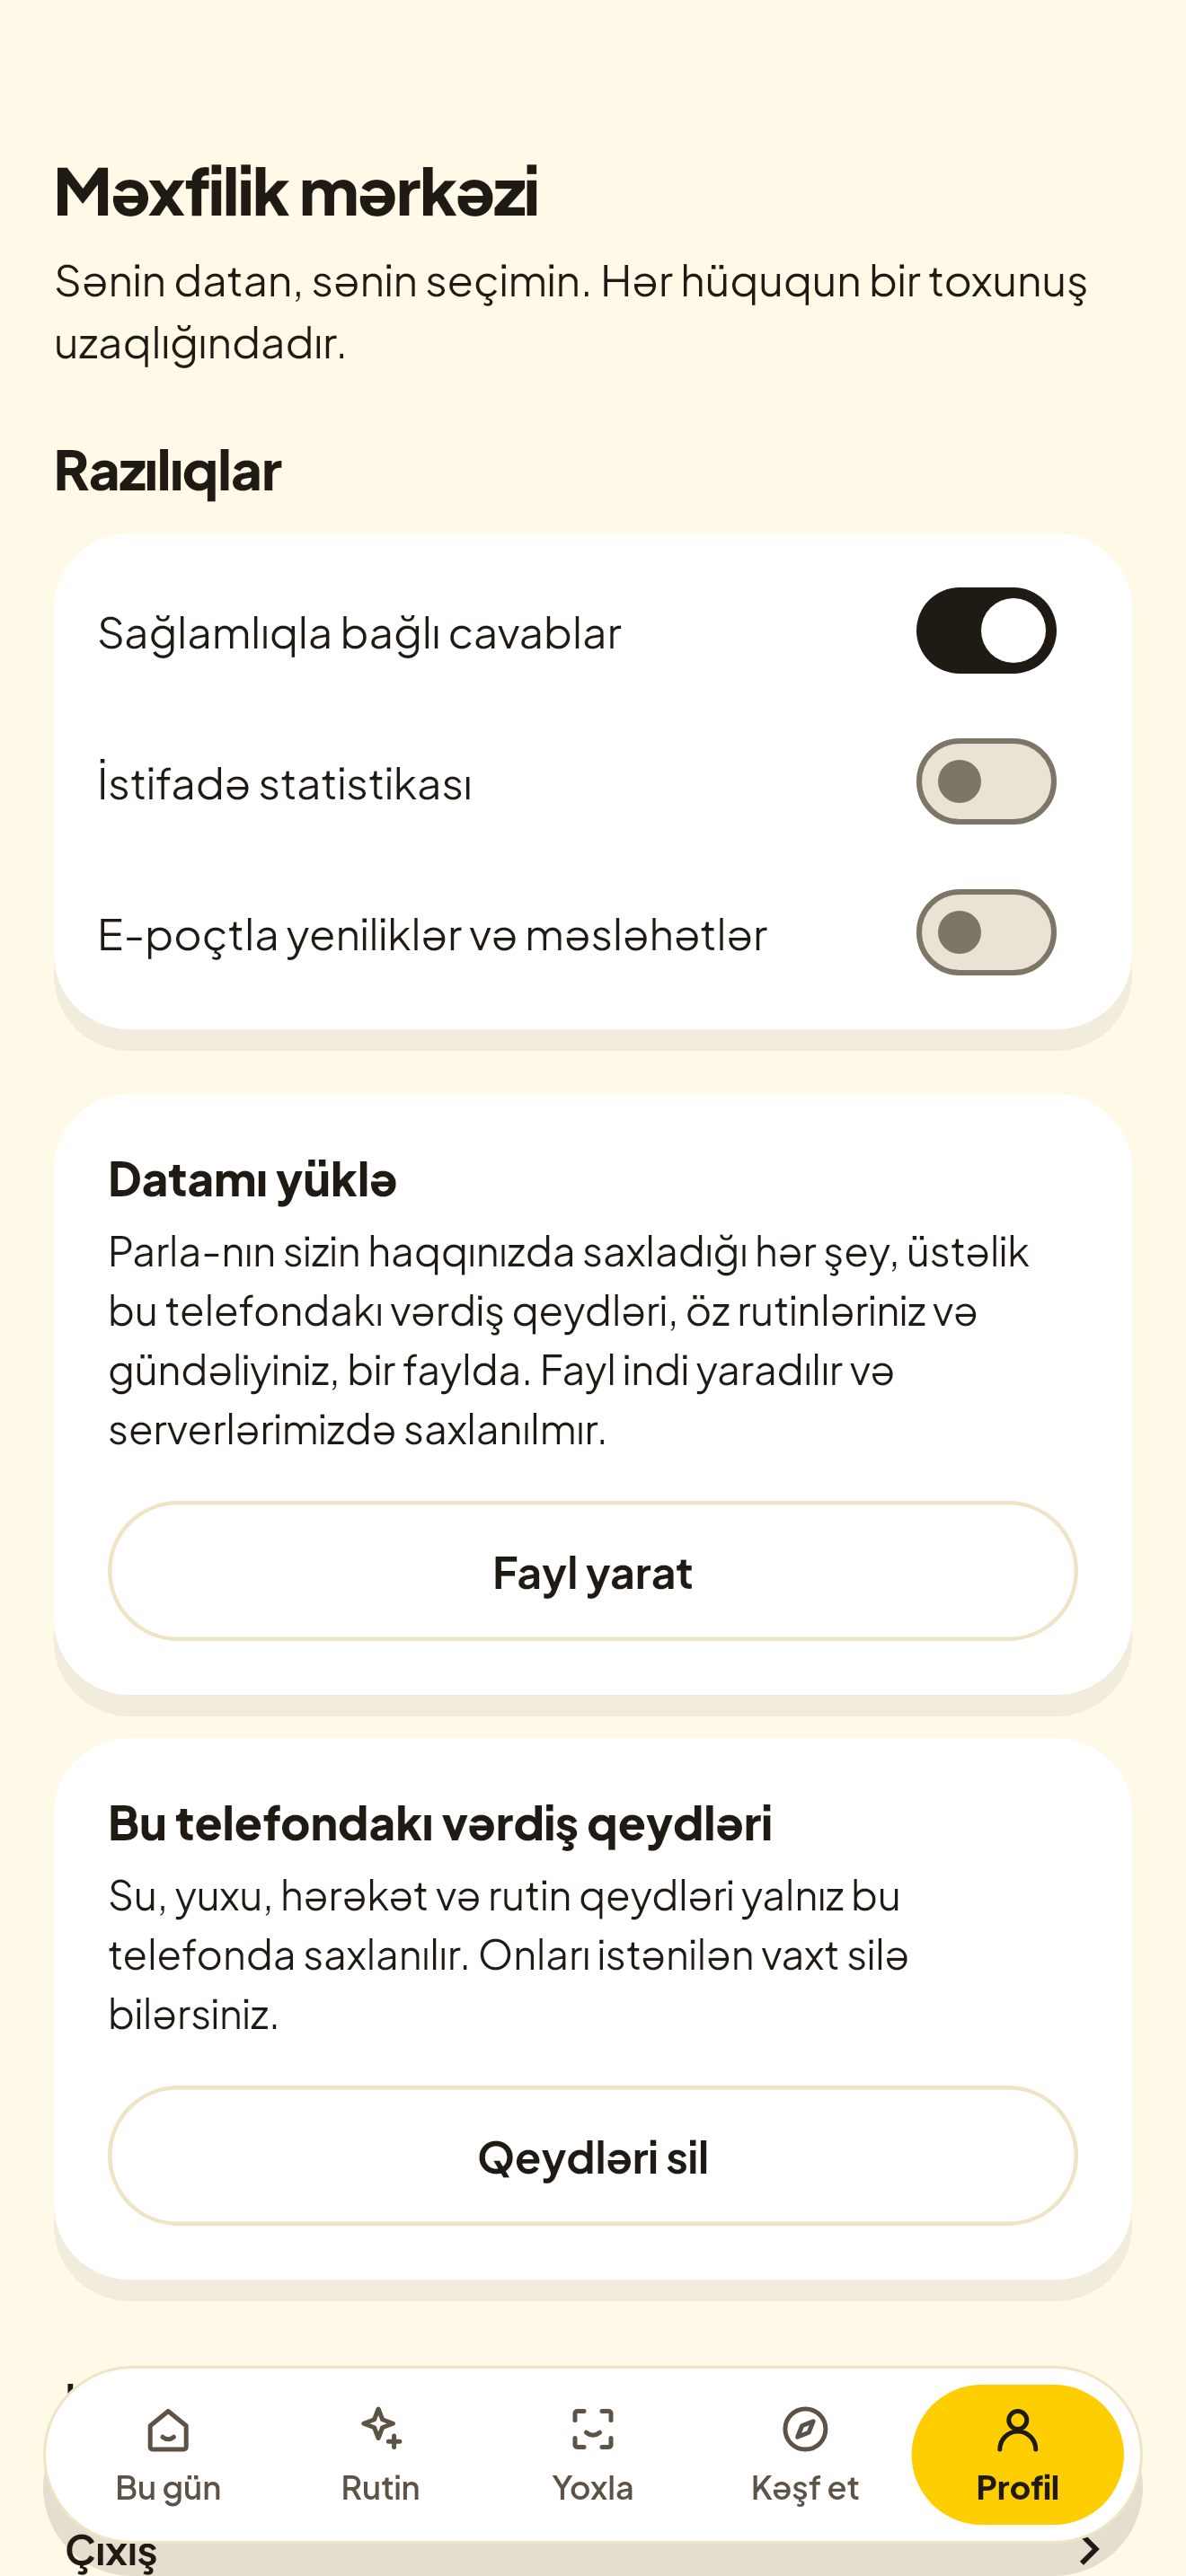 Məxfilik mərkəzi
Sənin datan, sənin seçimin. Hər hüququn bir toxunuş
uzaqlığındadır.
Razılıqlar
Sağlamlıqla bağlı cavablar
İstifadə statistikası
E-poçtla yeniliklər və məsləhətlər
Datamı yüklə
Parla-nın sizin haqqınızda saxladığı hər şey, üstəlik
bu telefondakı vərdiş qeydləri, öz rutinləriniz və
gündəliyiniz, bir faylda. Fayl indi yaradılır və
serverlərimizdə saxlanılmır.
Fayl yarat
Bu telefondakı vərdiş qeydləri
Su, yuxu, hərəkət və rutin qeydləri yalnız bu
telefonda saxlanılır. Onları istənilən vaxt silə
bilərsiniz.
Qeydləri sil
Bu gün
Rutin
Yoxla
Kəşf et
Profil
Çıxış